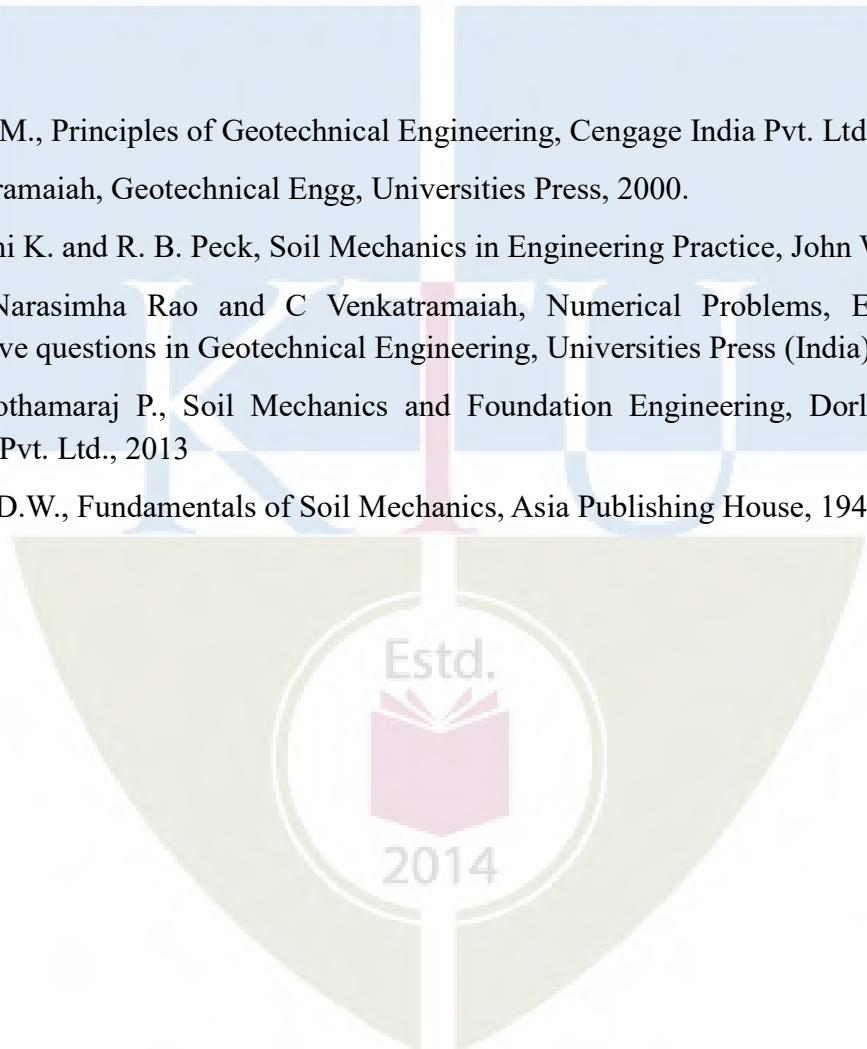 M., Principles of Geotechnical Engineering, Cengage India Pvt. Ltd
ramaiah, Geotechnical Engg, Universities Press, 2000.
ni K. and R. B. Peck, Soil Mechanics in Engineering Practice, John
Narasimha Rao and C Venkatramaiah, Numerical Problems, E
ve questions in Geotechnical Engineering, Universities Press (India)
othamaraj P., Soil Mechanics and Foundation Engineering, Dorl
Pvt. Ltd., 2013
D.W., Fundamentals of Soil Mechanics, Asia Publishing House, 194
KTU
Estd.
2014